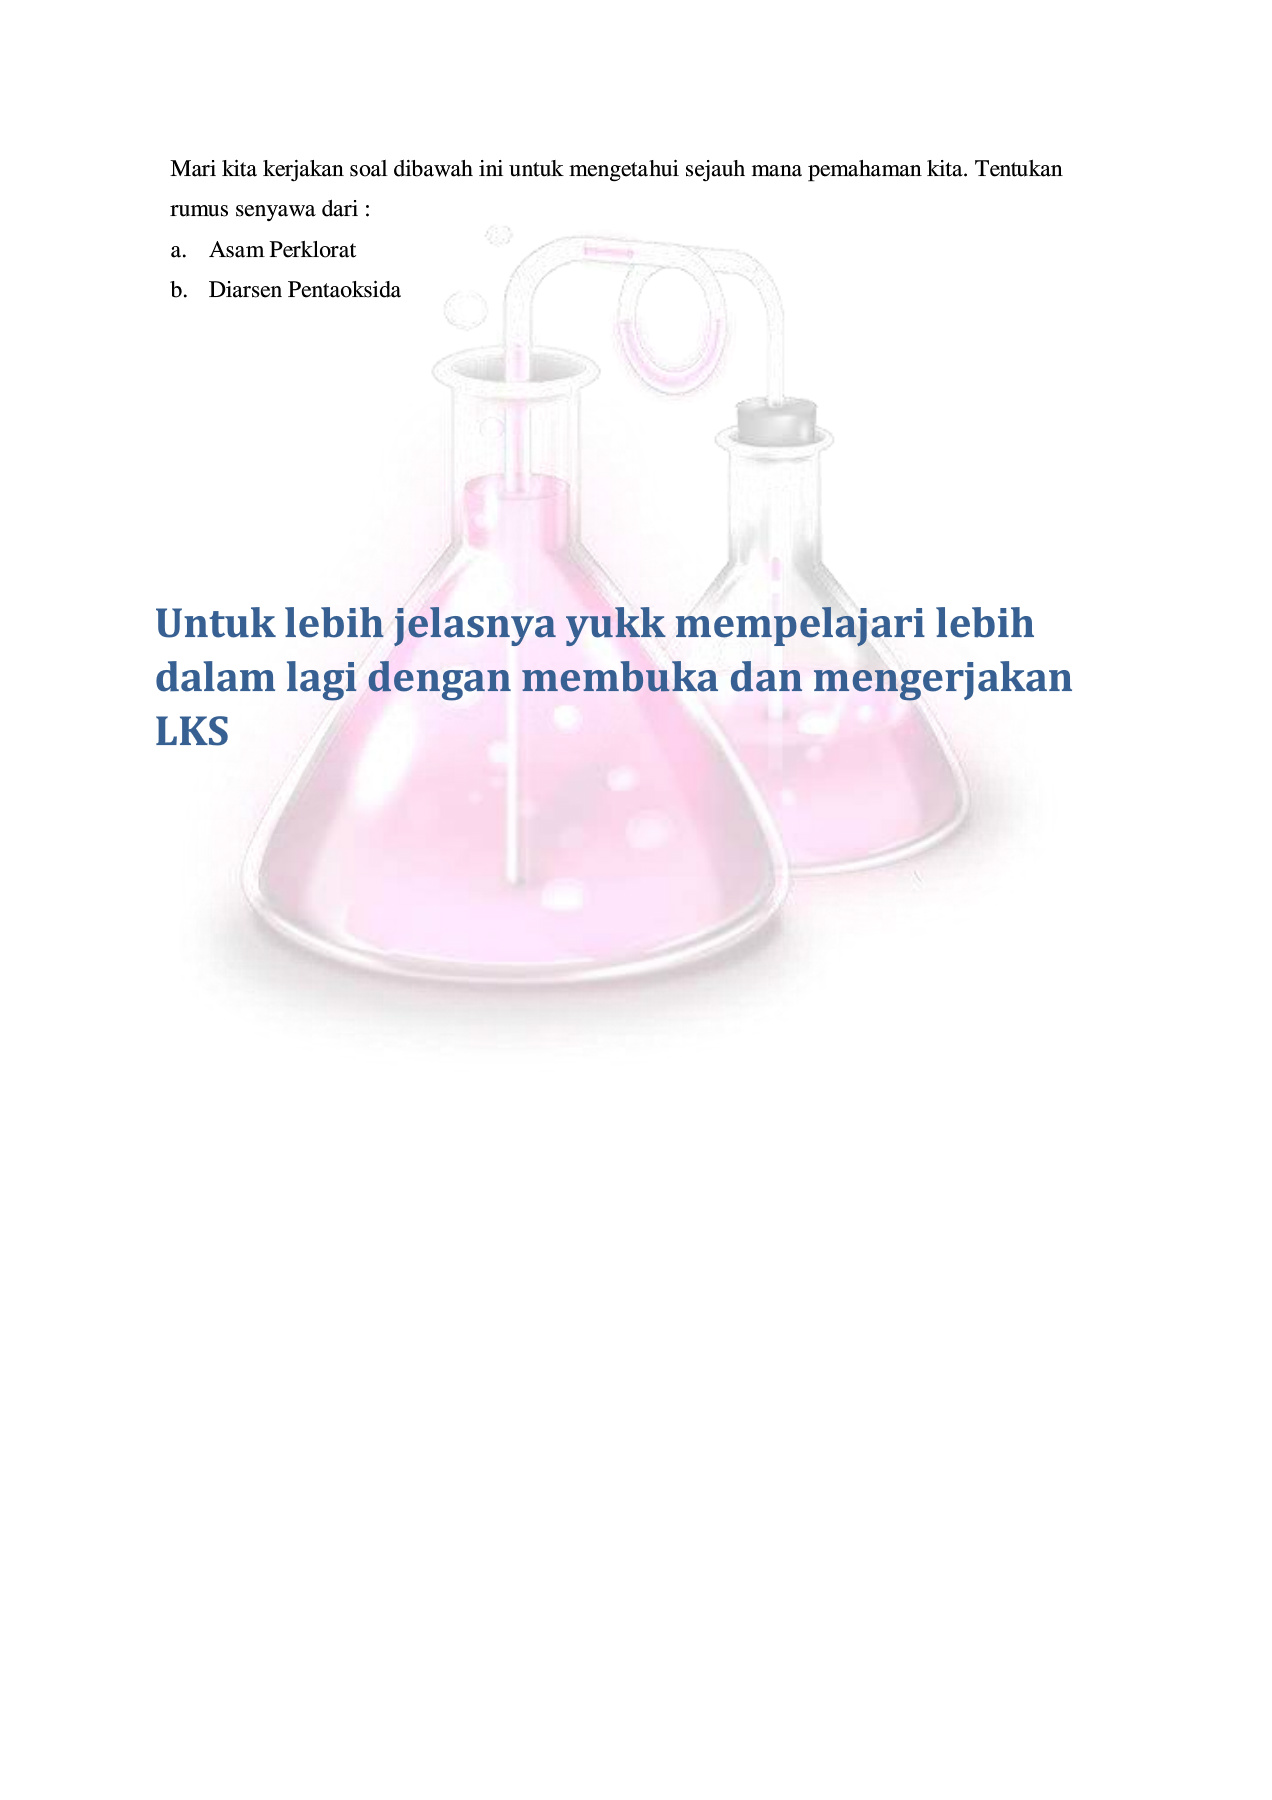 Mari kita kerjakan soal dibawah ini untuk mengetahui sejauh mana pemahaman kita. Tentukan
rumus senyawa dari :
a. Asam Perklorat
b. Diarsen Pentaoksida
Untuk lebih jelasnya yukk mempelajari lebih
dalam lagi dengan membuka dan mengerjakan
LKS